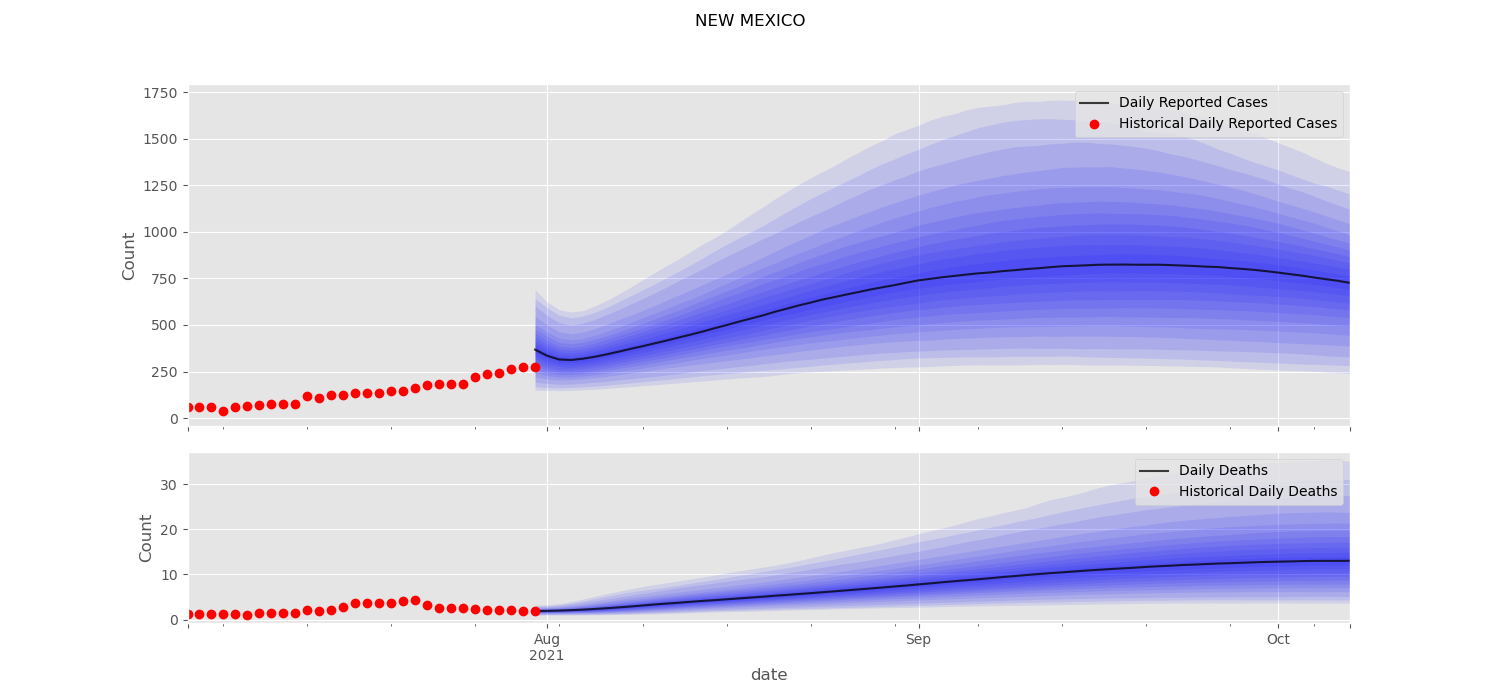 NEW MEXICO
1750
1500
1250
1000
750
500
250
0
Count
Daily Reported Cases
Historical Daily Reported Cases
30
20
10
0
Count
Daily Deaths
Historical Daily Deaths
Aug
2021
Sep
Oct
date